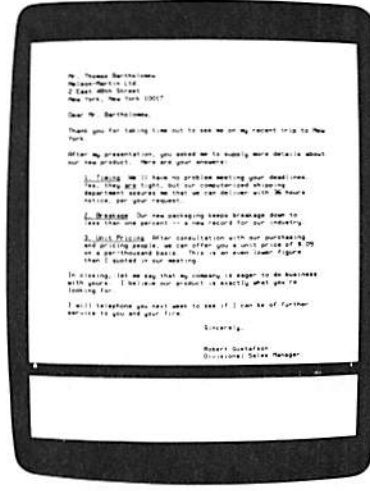 Mr. Thomas Bartholomew
Nelson-Martin Ltd.
2 East 48th Street
New York, New York 10017
Dear Mr. Bartholomew,
Thank you for taking time out to see me on my recent trip to New
York.
After my presentation, you asked me to supply more details about
our new product. Here are your answers:
1. Timing We'll have no problem meeting your deadlines.
Yes, they are tight, but our computerized shipping
department assures me that we can deliver with 36 hours
notice, per your request.
2. Breakage Our new packaging keeps breakage down to
less than one percent -- a new record for our industry.
3. Unit Pricing After consultation with our purchasing
and pricing people, we can offer you a unit price of $.09
on a per-thousand basis. This is an even lower figure
than I quoted in our meeting.
In closing, let me say that my company is eager to do business
with yours. I believe our product is exactly what you're
looking for.
I will telephone you next week to see if I can be of further
service to you and your firm.
Sincerely,
Robert Gustafson
Divisional Sales Manager